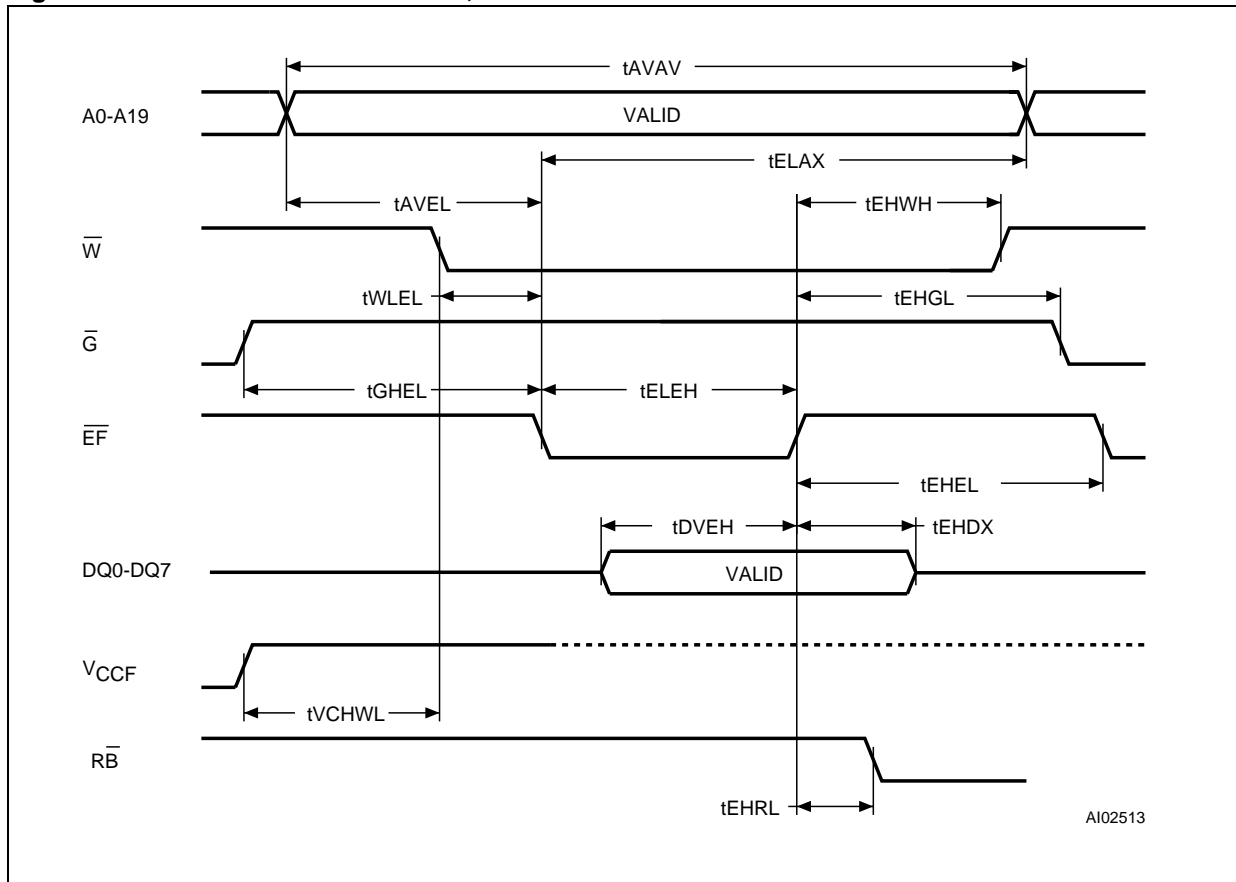 tAVAV
A0-A19
VALID
tELAX
tAVEL
tEHWH
W̅
tWLEL
tEHGL
G̅
tGHEL
tELEH
E̅F̅
tEHEL
tDVEH
tEHDX
DQ0-DQ7
VALID
VCCF
tVCHWL
RB̅
tEHRL
AI02513